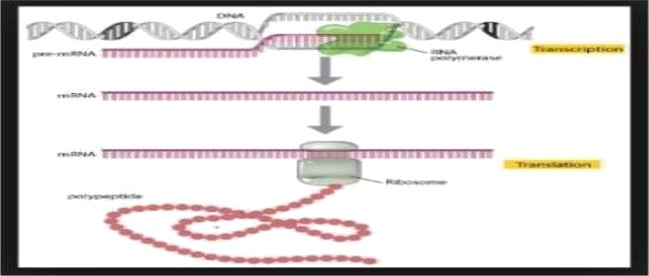 DNA
pre-mRNA
RNA
polymerase
Transcription
mRNA
mRNA
Translation
Ribosome
polypeptide